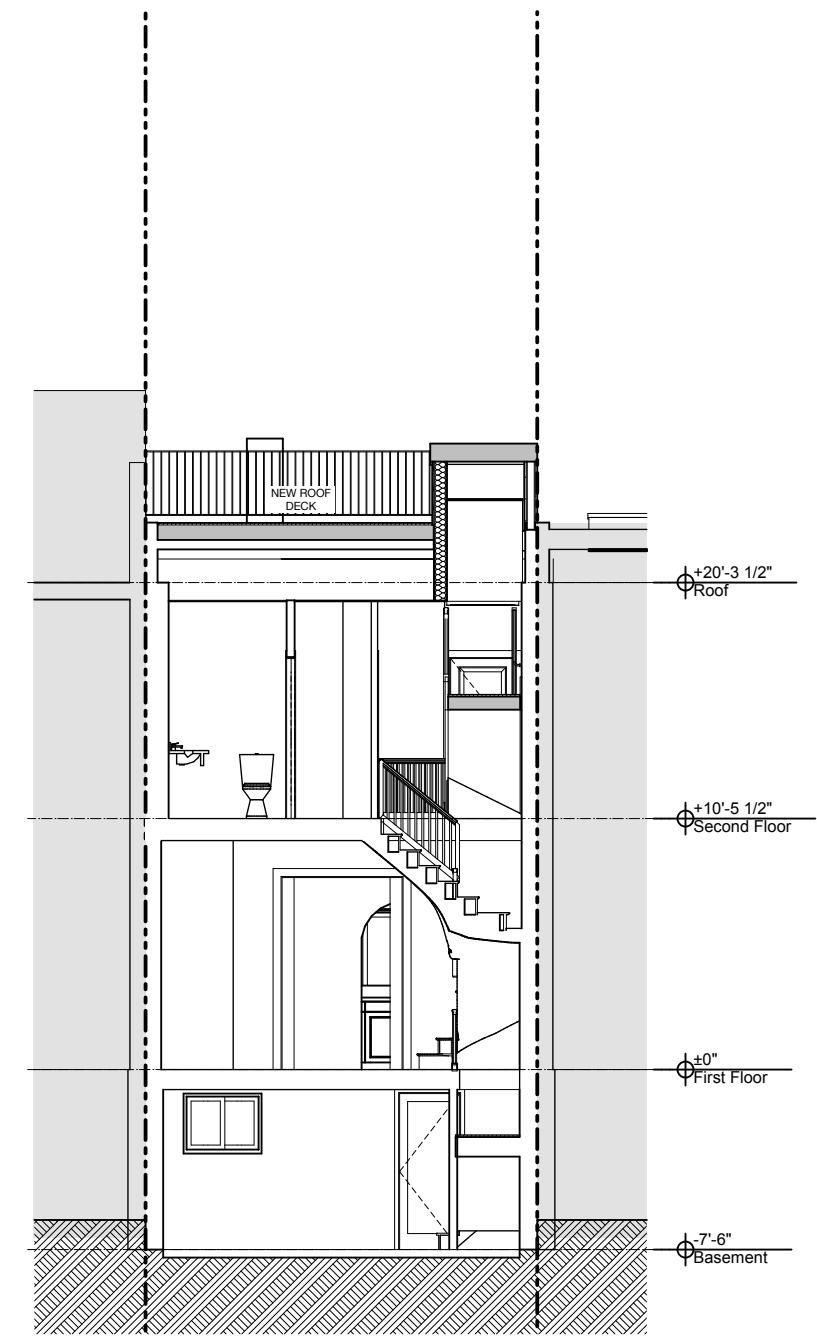 NEW ROOF
DECK
+20'-3 1/2"
Roof
+10'-5 1/2"
Second Floor
±0"
First Floor
-7'-6"
Basement